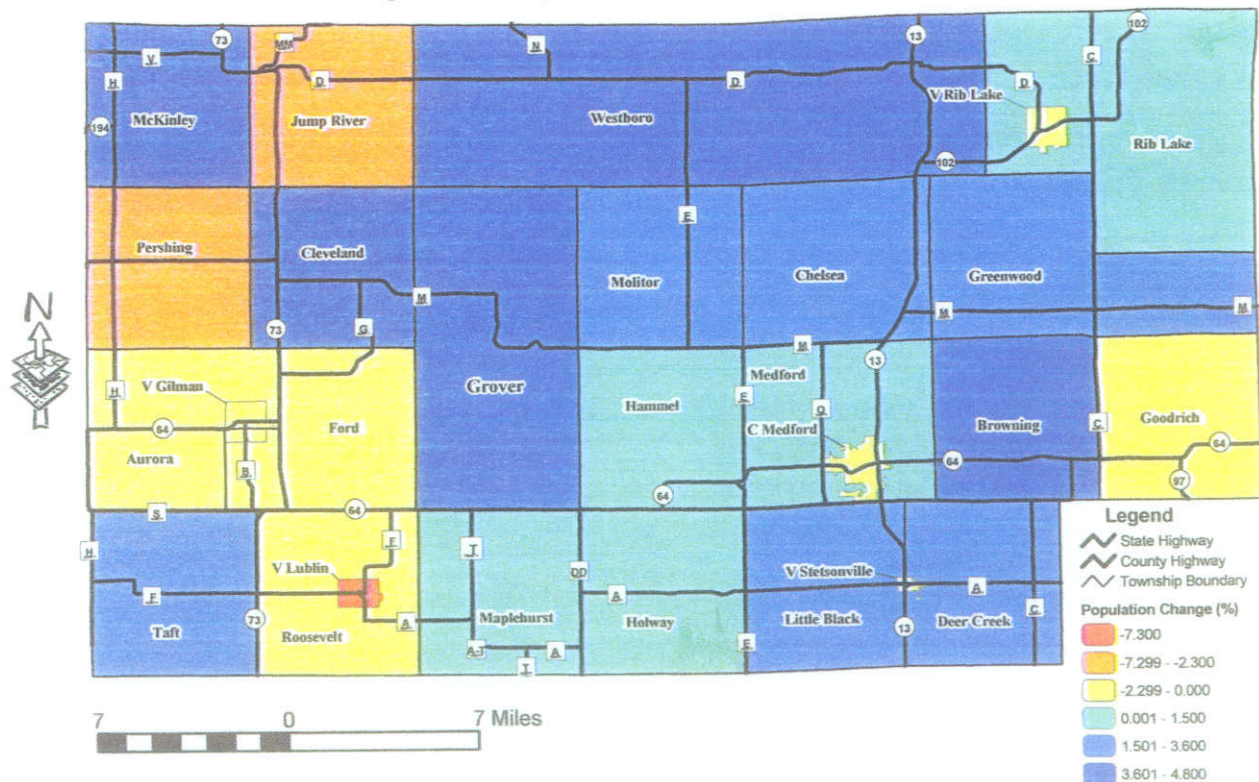 73
MM
N
13
102
V
H
D
D
D
C
V Rib Lake
194
McKinley
Jump River
Westboro
Rib Lake
102
E
Pershing
Cleveland
Molitor
Chelsea
Greenwood
N
M
M
M
73
G
M
13
V Gilman
Medford
H
Grover
Hammel
E
Q
C
Goodrich
64
Ford
C Medford
Browning
64
Aurora
B
64
64
97
S
64
Legend
State Highway
County Highway
Township Boundary
H
F
T
DD
V Lublin
V Stetsonville
A
A
C
F
Taft
73
Roosevelt
A
Maplehurst
Holway
Little Black
13
Deer Creek
A-T
A
T
E
Population Change (%)
-7.300
-7.299 - -2.300
-2.299 - 0.000
0.001 - 1.500
1.501 - 3.600
3.601 - 4.800
7 0 7 Miles